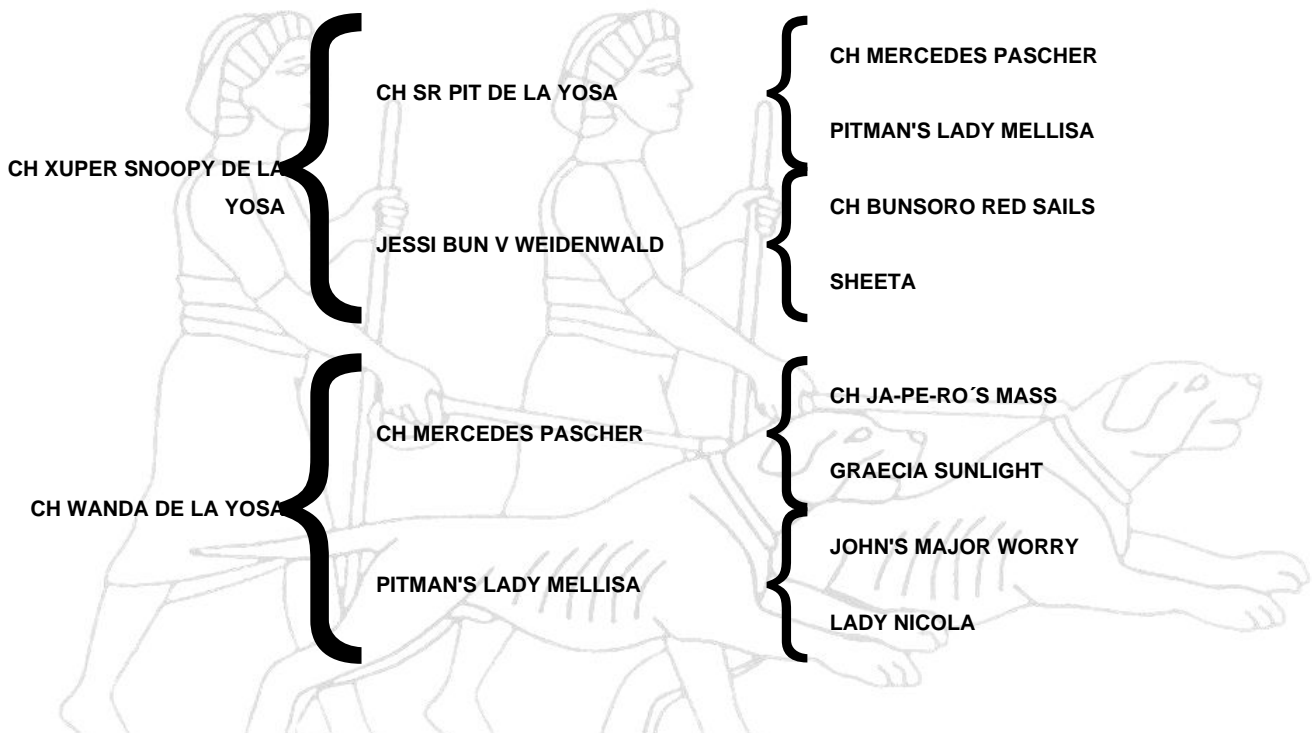 CH XUPER SNOOPY DE LA
YOSA
CH SR PIT DE LA YOSA
CH MERCEDES PASCHER
PITMAN'S LADY MELLISA
JESSI BUN V WEIDENWALD
CH BUNSORO RED SAILS
SHEETA
CH WANDA DE LA YOSA
CH MERCEDES PASCHER
CH JA-PE-RO´S MASS
GRAECIA SUNLIGHT
PITMAN'S LADY MELLISA
JOHN'S MAJOR WORRY
LADY NICOLA